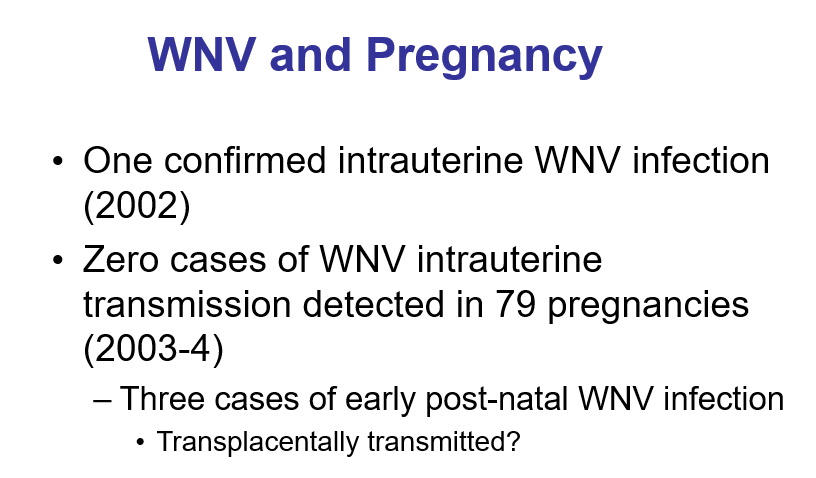 WNV and Pregnancy
• One confirmed intrauterine WNV infection
(2002)
• Zero cases of WNV intrauterine
transmission detected in 79 pregnancies
(2003-4)
– Three cases of early post-natal WNV infection
• Transplacentally transmitted?